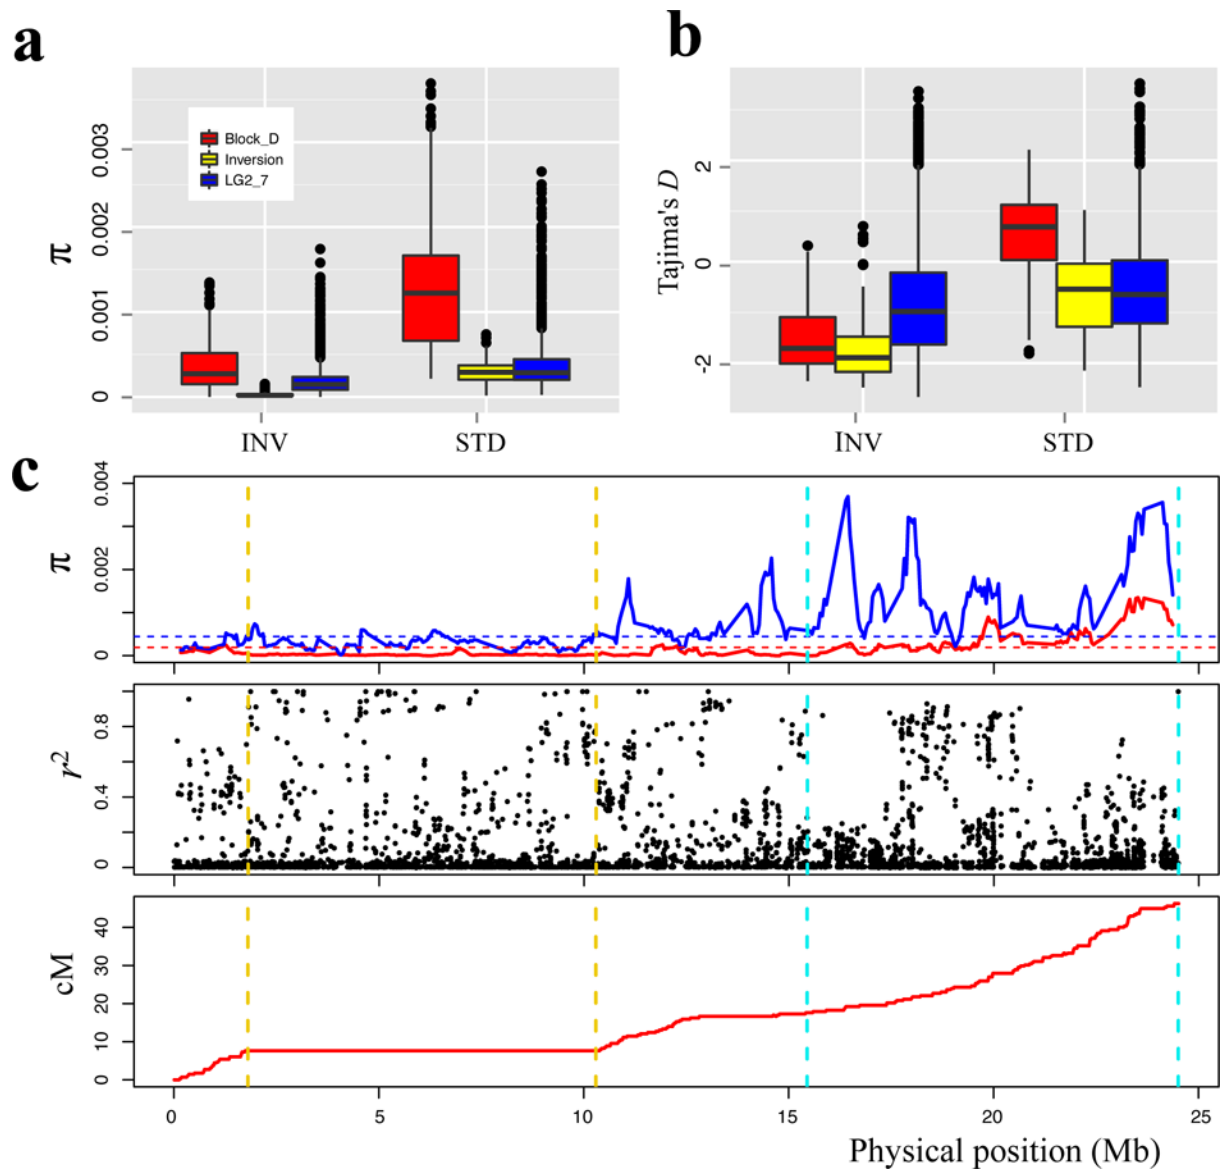 a
b
π
0
0.001
0.002
0.003
Block_D
Inversion
LG2_7
INV
STD
Tajima's D
-2
0
2
INV
STD
c
π
0
0.002
0.004
r²
0
0.4
0.8
cM
0
10
20
30
40
0
5
10
15
20
25
Physical position (Mb)